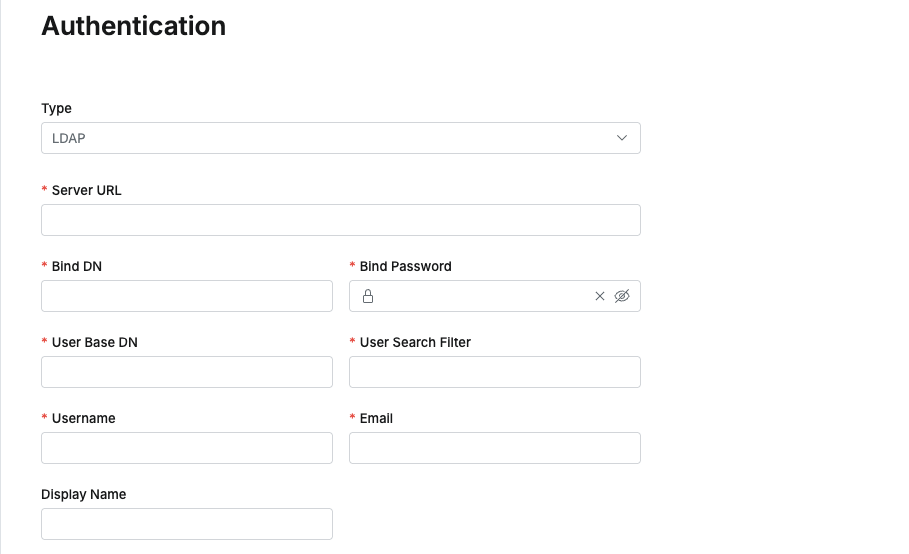 Authentication
Type
LDAP
* Server URL
* Bind DN
* Bind Password
* User Base DN
* User Search Filter
* Username
* Email
Display Name